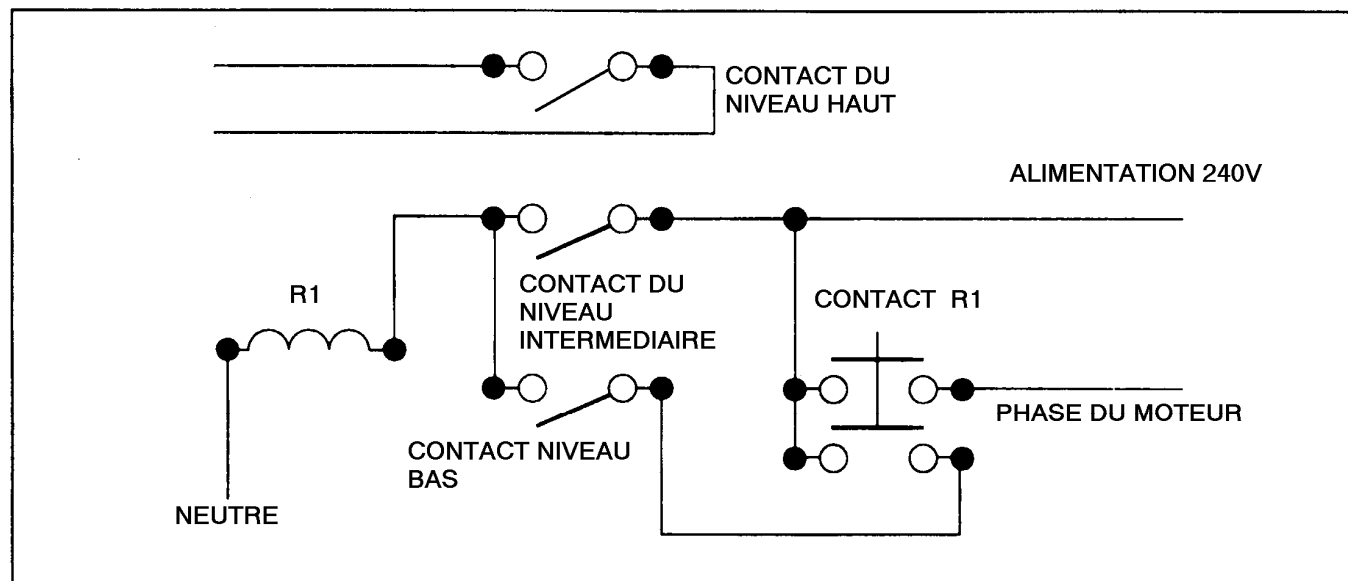 CONTACT DU
NIVEAU HAUT
ALIMENTATION 240V
R1
CONTACT DU
NIVEAU
INTERMEDIAIRE
CONTACT R1
PHASE DU MOTEUR
CONTACT NIVEAU
BAS
NEUTRE